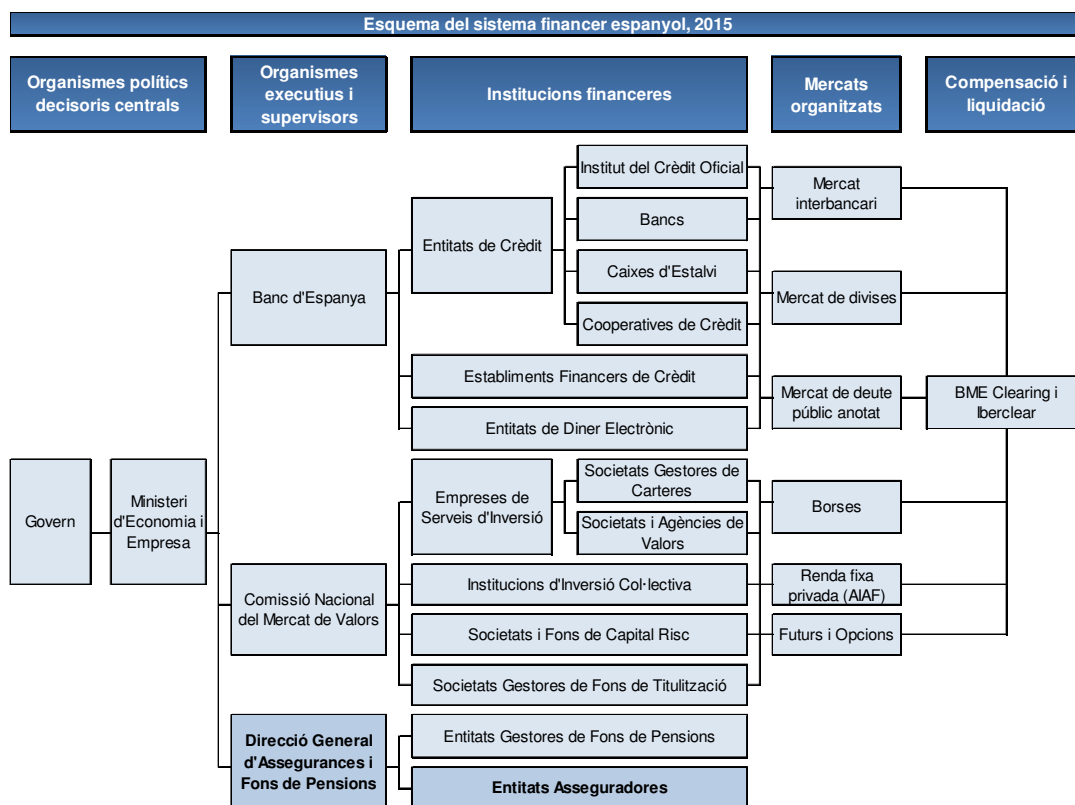 Esquema del sistema financer espanyol, 2015
Organismes polítics
decisoris centrals
Organismes
executius i
supervisors
Institucions financeres
Mercats
organitzats
Compensació i
liquidació
Institut del Crèdit Oficial
Mercat
interbancari
Bancs
Entitats de Crèdit
Caixes d'Estalvi
Banc d'Espanya
Mercat de divises
Cooperatives de Crèdit
Establiments Financers de Crèdit
Mercat de deute
públic anotat
BME Clearing i
Iberclear
Entitats de Diner Electrònic
Govern
Ministeri
d'Economia i
Empresa
Empreses de
Serveis d'Inversió
Societats Gestores de
Carteres
Borses
Societats i Agències de
Valors
Comissió Nacional
del Mercat de Valors
Institucions d'Inversió Col·lectiva
Renda fixa
privada (AIAF)
Societats i Fons de Capital Risc
Futurs i Opcions
Societats Gestores de Fons de Titulització
Direcció General
d'Assegurances i
Fons de Pensions
Entitats Gestores de Fons de Pensions
Entitats Asseguradores